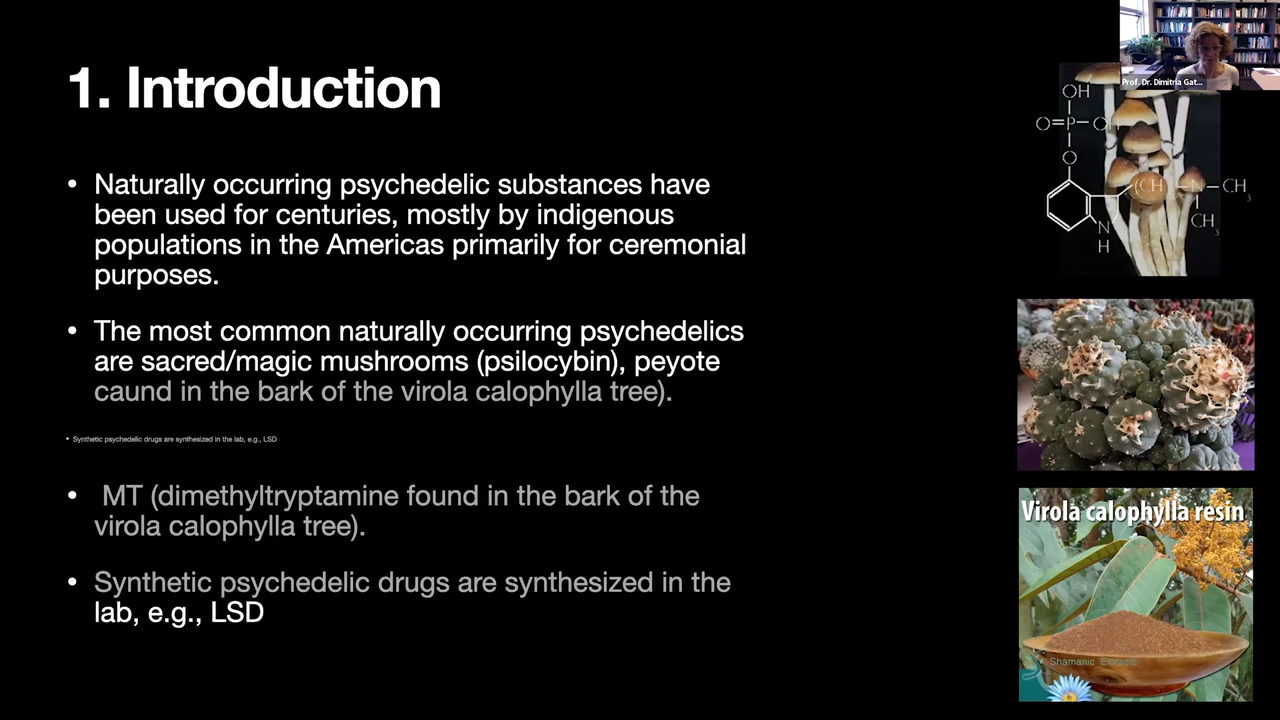 1. Introduction
Prof. Dr. Dimitria Gat...
• Naturally occurring psychedelic substances have
been used for centuries, mostly by indigenous
populations in the Americas primarily for ceremonial
purposes.
• The most common naturally occurring psychedelics
are sacred/magic mushrooms (psilocybin), peyote
caund in the bark of the virola calophylla tree).
• Synthetic psychedelic drugs are synthesized in the lab, e.g., LSD
• MT (dimethyltryptamine found in the bark of the
virola calophylla tree).
• Synthetic psychedelic drugs are synthesized in the
lab, e.g., LSD
OH
O=P—OH
O
(CH)—N—CH3
CH3
N
H
Virola calophylla resin
Shamanic Extracts